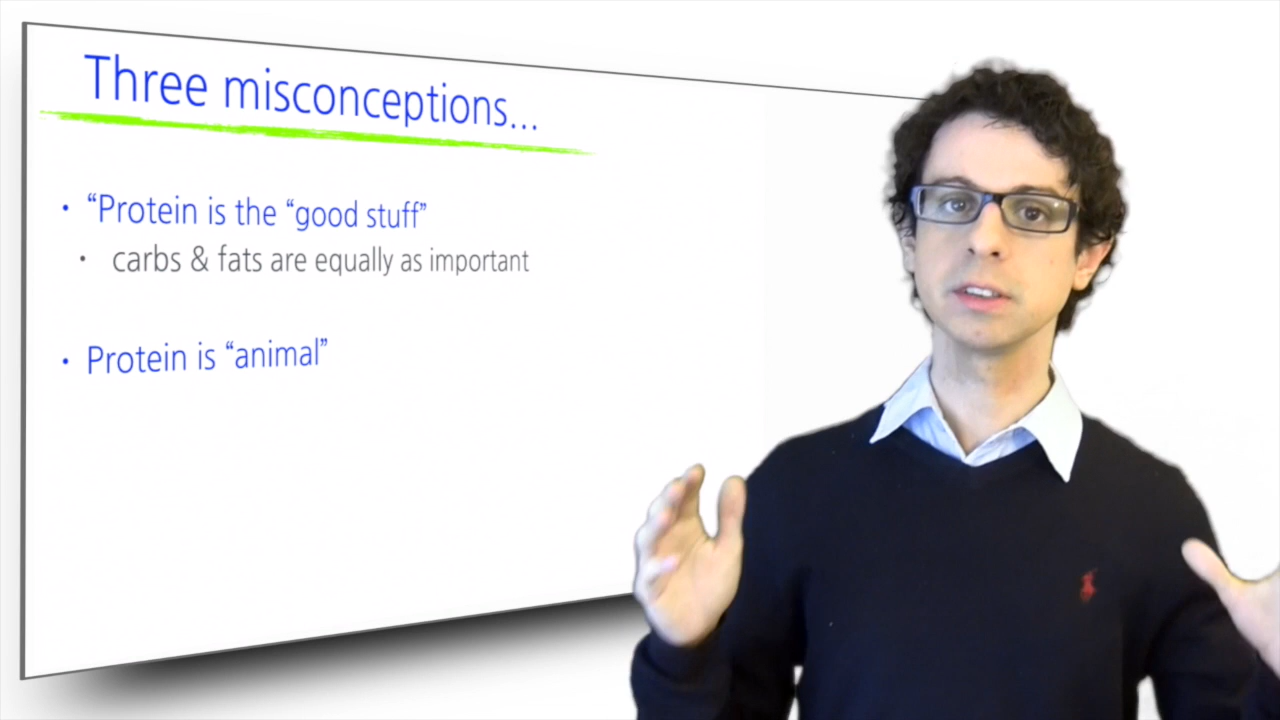 Three misconceptions...
• “Protein is the “good stuff”
• carbs & fats are equally as important
• Protein is “animal”